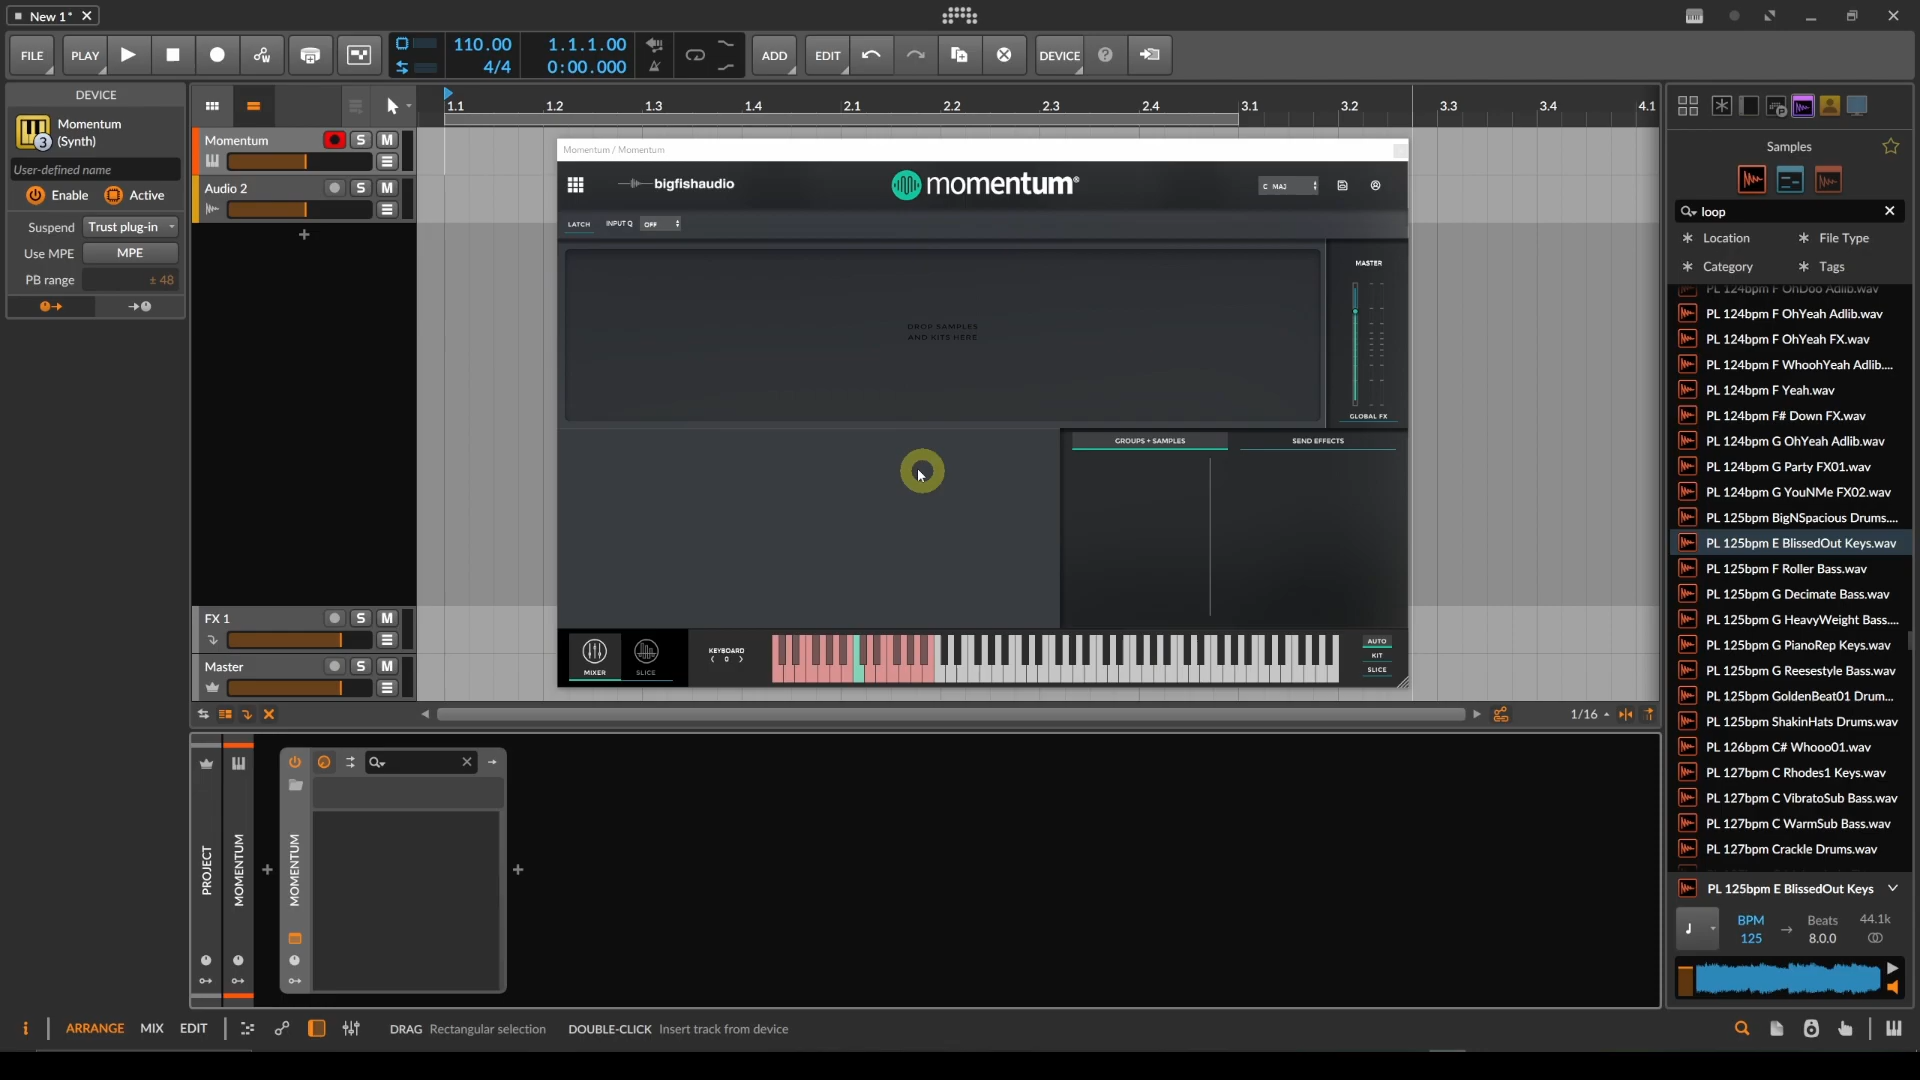 New 1*
FILE
PLAY
110.00
4/4
1.1.1.00
0:00.000
ADD
EDIT
DEVICE
DEVICE
Momentum
(Synth)
3
User-defined name
Enable
Active
Suspend
Trust plug-in
Use MPE
MPE
PB range
± 48
1.1
1.2
1.3
1.4
2.1
2.2
2.3
2.4
3.1
3.2
3.3
3.4
4.1
Momentum
S
M
Audio 2
S
M
FX 1
S
M
Master
S
M
Momentum / Momentum
bigfishaudio
momentum®
C MAJ
LATCH
INPUT Q
OFF
DROP SAMPLES
AND KITS HERE
MASTER
GLOBAL FX
GROUPS + SAMPLES
SEND EFFECTS
MIXER
SLICE
KEYBOARD
0
AUTO
KIT
SLICE
1/16
PROJECT
MOMENTUM
MOMENTUM
Samples
loop
Location
File Type
Category
Tags
PL 124bpm F OhDoo Adlib.wav
PL 124bpm F OhYeah Adlib.wav
PL 124bpm F OhYeah FX.wav
PL 124bpm F WhoohYeah Adlib....
PL 124bpm F Yeah.wav
PL 124bpm F# Down FX.wav
PL 124bpm G OhYeah Adlib.wav
PL 124bpm G Party FX01.wav
PL 124bpm G YouNMe FX02.wav
PL 125bpm BigNSpacious Drums....
PL 125bpm E BlissedOut Keys.wav
PL 125bpm F Roller Bass.wav
PL 125bpm G Decimate Bass.wav
PL 125bpm G HeavyWeight Bass....
PL 125bpm G PianoRep Keys.wav
PL 125bpm G Reesestyle Bass.wav
PL 125bpm GoldenBeat01 Drum...
PL 125bpm ShakinHats Drums.wav
PL 126bpm C# Whooo01.wav
PL 127bpm C Rhodes1 Keys.wav
PL 127bpm C VibratoSub Bass.wav
PL 127bpm C WarmSub Bass.wav
PL 127bpm Crackle Drums.wav
PL 125bpm E BlissedOut Keys
BPM
125
Beats
8.0.0
44.1k
ARRANGE
MIX
EDIT
DRAG Rectangular selection
DOUBLE-CLICK Insert track from device